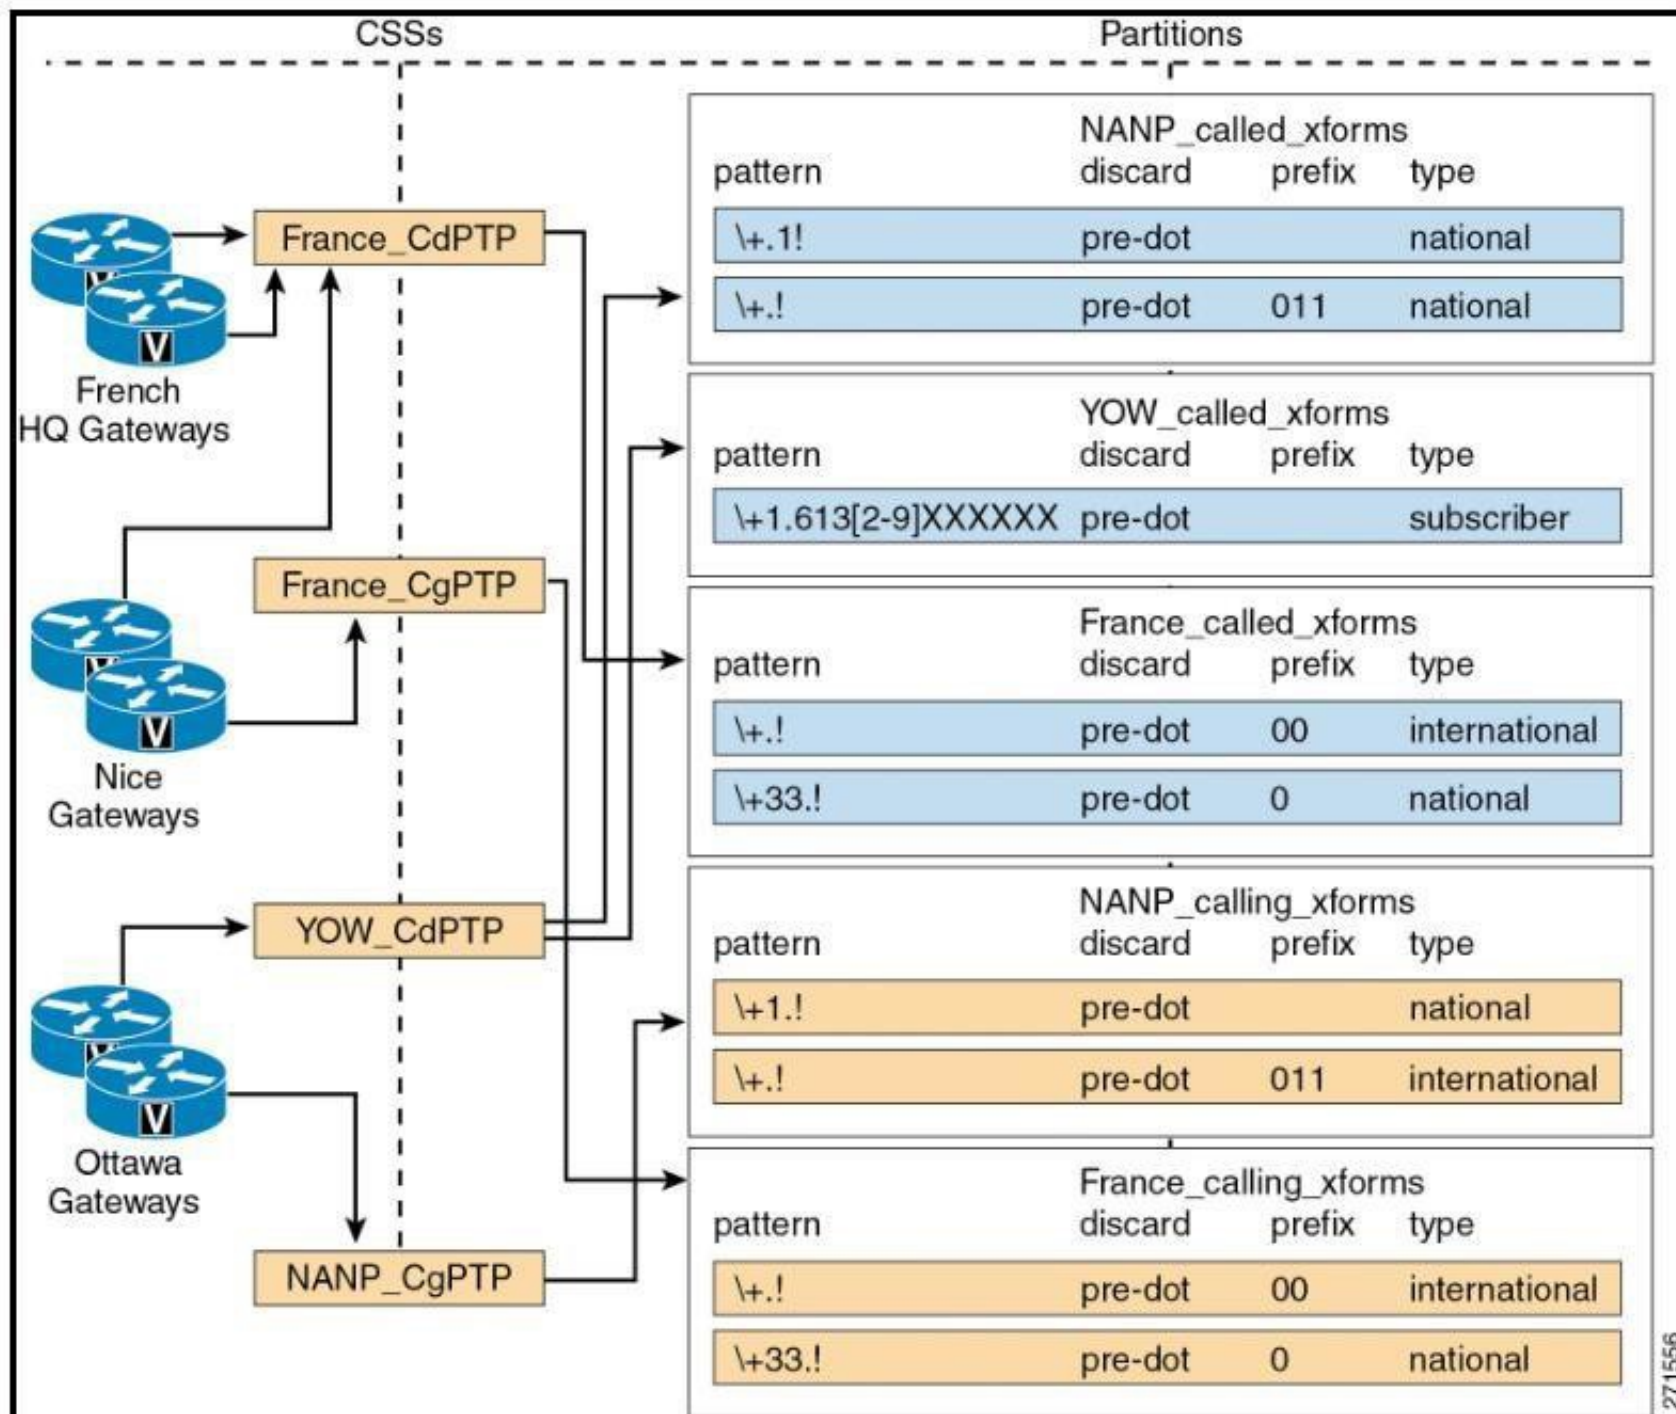 CSSs Partitions
French
HQ Gateways
Nice
Gateways
Ottawa
Gateways
V
V
V
France_CdPTP
France_CgPTP
YOW_CdPTP
NANP_CgPTP
NANP_called_xforms
pattern discard prefix type
\+.1! pre-dot national
\+.! pre-dot 011 national
YOW_called_xforms
pattern discard prefix type
\+1.613[2-9]XXXXXX pre-dot subscriber
France_called_xforms
pattern discard prefix type
\+.! pre-dot 00 international
\+33.! pre-dot 0 national
NANP_calling_xforms
pattern discard prefix type
\+1.! pre-dot national
\+.! pre-dot 011 international
France_calling_xforms
pattern discard prefix type
\+.! pre-dot 00 international
\+33.! pre-dot 0 national
271556